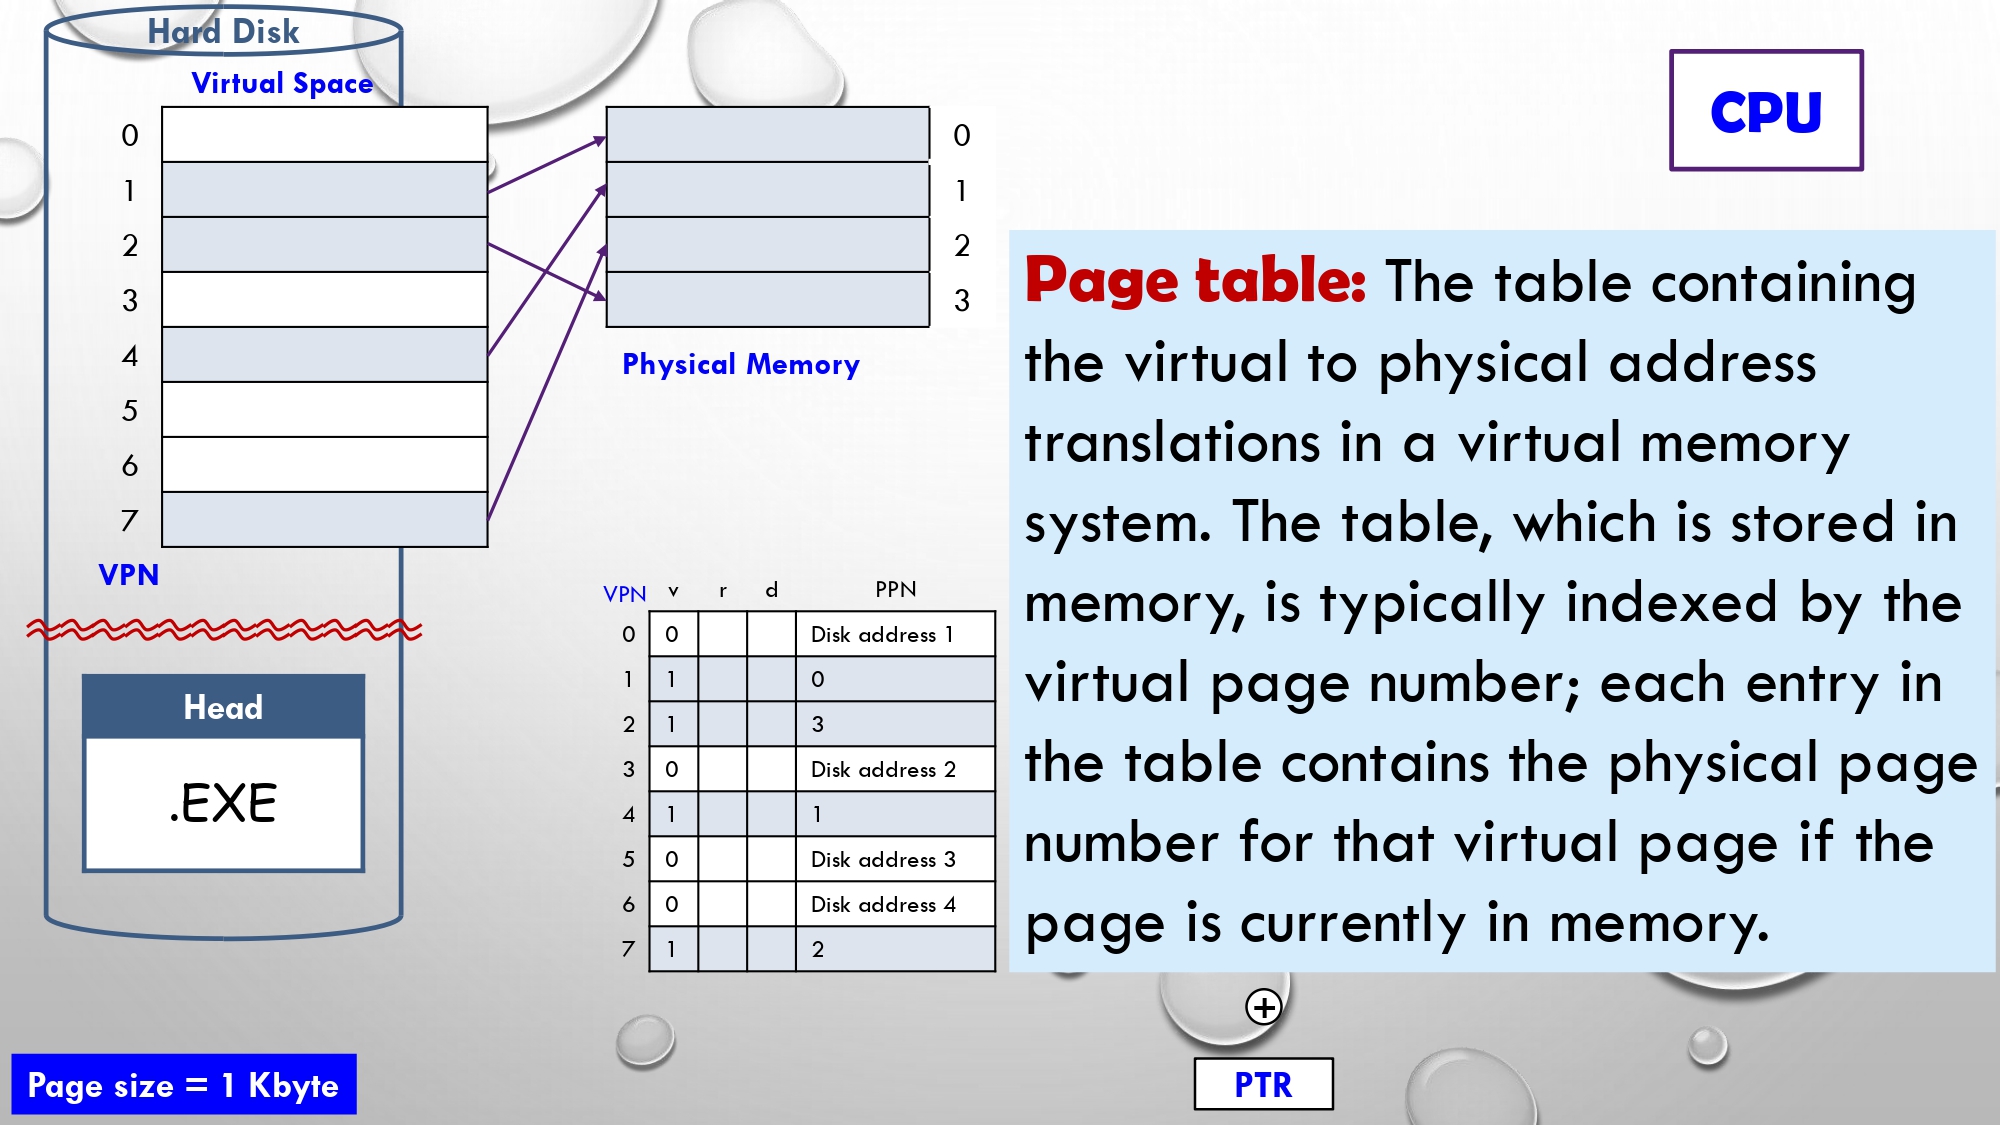 Hard Disk
Virtual Space
0
1
2
3
4
5
6
7
VPN
0
1
2
3
Physical Memory
CPU
Page table: The table containing
the virtual to physical address
translations in a virtual memory
system. The table, which is stored in
memory, is typically indexed by the
virtual page number; each entry in
the table contains the physical page
number for that virtual page if the
page is currently in memory.
VPN v r d PPN
0 0 Disk address 1
1 1 0
2 1 3
3 0 Disk address 2
4 1 1
5 0 Disk address 3
6 0 Disk address 4
7 1 2
Head
.EXE
+
PTR
Page size = 1 Kbyte